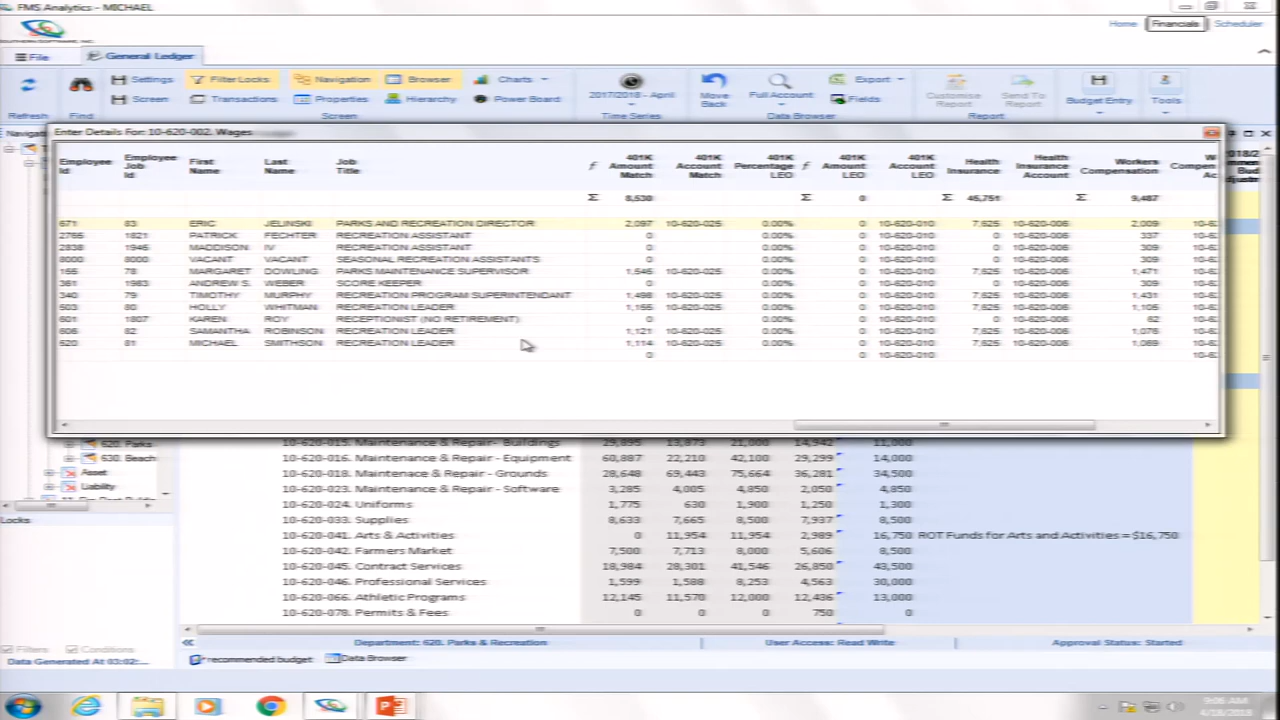 FMS Analytics - MICHAEL
Home Financials Scheduler
File General Ledger
Settings Filter Locks Navigation Browser Charts 2017/2018 - April Move Back Full Account Export Customise Report Send To Report Budget Entry Tools
Refresh Find Screen Transactions Properties Hierarchy Power Board Fields
Screen Time Series Data Browser Report
Enter Details For: 10-620-002. Wages
Employee Id Employee Job Id First Name Last Name Job Title 401K Amount Match 401K Account Match 401K Percentage LEO 401K Amount LEO 401K Account LEO Health Insurance Health Insurance Account Workers Compensation
Σ 8,530 Σ 0 Σ 45,751 Σ 9,487
671 83 ERIC JELINSKI PARKS AND RECREATION DIRECTOR 2,097 10-620-025 0.00% 0 10-620-010 7,625 10-620-006 2,009
2765 1821 PATRICK FECHTER RECREATION ASSISTANT 0 0.00% 0 10-620-010 0 10-620-006 337
2838 1945 MADDISON IV RECREATION ASSISTANT 0 0.00% 0 10-620-010 0 10-620-006 309
8000 8000 VACANT VACANT SEASONAL RECREATION ASSISTANTS 0 0.00% 0 10-620-010 0 10-620-006 309
78 MARGARET DOWLING PARKS MAINTENANCE SUPERVISOR 1,546 10-620-025 0.00% 0 10-620-010 7,625 10-620-006 1,471
361 1983 ANDREW S. WEBER SCORE KEEPER 0 0.00% 0 10-620-010 0 10-620-006 309
340 79 TIMOTHY MURPHY RECREATION PROGRAM SUPERINTENDANT 1,498 10-620-025 0.00% 0 10-620-010 7,625 10-620-006 1,431
503 80 HOLLY WHITMAN RECREATION LEADER 10-620-025 0.00% 0 10-620-010 7,625 10-620-006
601 1807 KAREN ROY RECEPTIONIST (NO RETIREMENT) 0 0.00% 0 10-620-010 0 10-620-006 62
606 82 SAMANTHA ROBINSON RECREATION LEADER 1,121 10-620-025 0.00% 0 10-620-010 7,625 10-620-006 1,076
620 81 MICHAEL SMITHSON RECREATION LEADER 1,114 10-620-025 0.00% 0 10-620-010 7,625 10-620-006 1,069
0 0 10-620-010 0 10-620-006
620. Parks 10-620-015. Maintenance & Repair- Buildings 29,895 13,873 21,000 14,942 11,000
630. Beach 10-620-016. Maintenance & Repair - Equipment 60,887 22,210 42,100 29,299 14,000
Asset 10-620-018. Maintenace & Repair - Grounds 28,648 69,443 75,664 36,281 34,500
Liability 10-620-023. Maintenance & Repair - Software 3,285 4,005 4,850 2,050 4,850
10-620-024. Uniforms 1,775 630 1,900 1,250 1,300
Locks 10-620-033. Supplies 8,633 7,665 8,500 7,937 8,500
10-620-041. Arts & Activities 0 11,954 11,954 2,989 16,750 ROT Funds for Arts and Activities = $16,750
10-620-042. Farmers Market 7,500 7,713 8,000 5,606 8,500
10-620-045. Contract Services 18,984 28,301 41,546 26,850 43,500
10-620-046. Professional Services 1,599 1,588 8,253 4,563 30,000
10-620-066. Athletic Programs 12,145 11,570 12,000 12,436 13,000
10-620-078. Permits & Fees 0 0 0 750 0
Department: 620. Parks & Recreation User Access: Read Write Approval Status: Started
Filters Conditions
Data Generated At 03:02:... recommended budget Data Browser
9:06 AM
4/18/2018